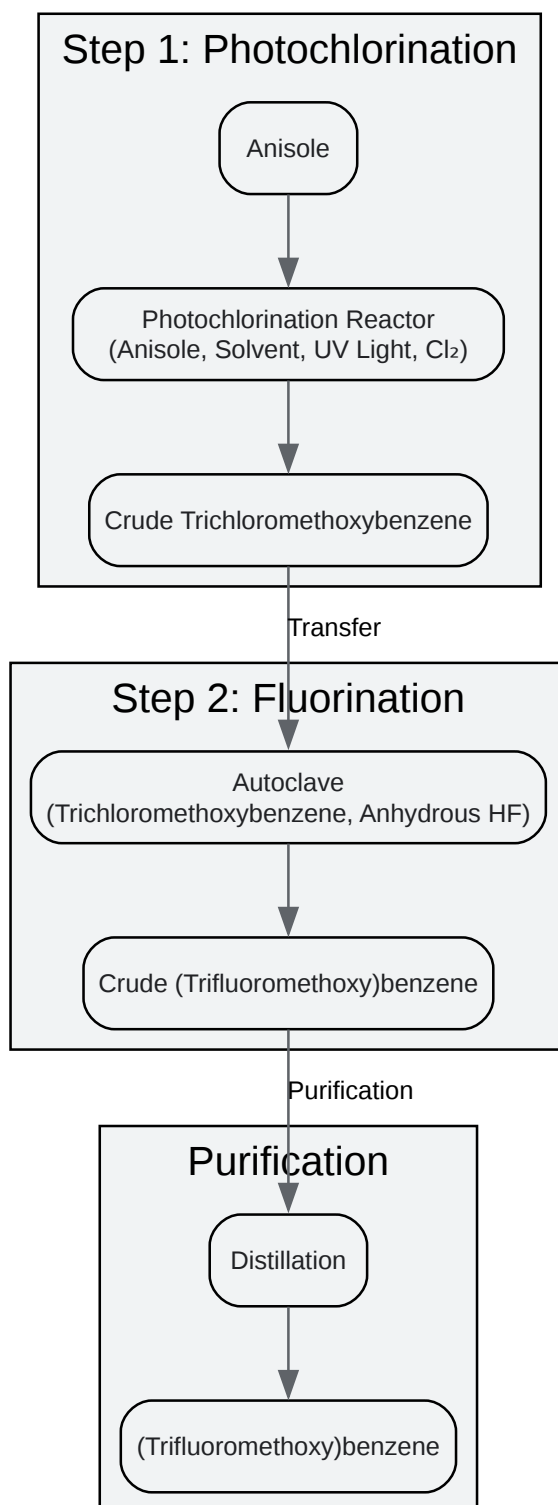 Step 1: Photochlorination
Anisole
Photochlorination Reactor
(Anisole, Solvent, UV Light, Cl₂)
Crude Trichloromethoxybenzene
Transfer
Step 2: Fluorination
Autoclave
(Trichloromethoxybenzene, Anhydrous HF)
Crude (Trifluoromethoxy)benzene
Purification
Purification
Distillation
(Trifluoromethoxy)benzene